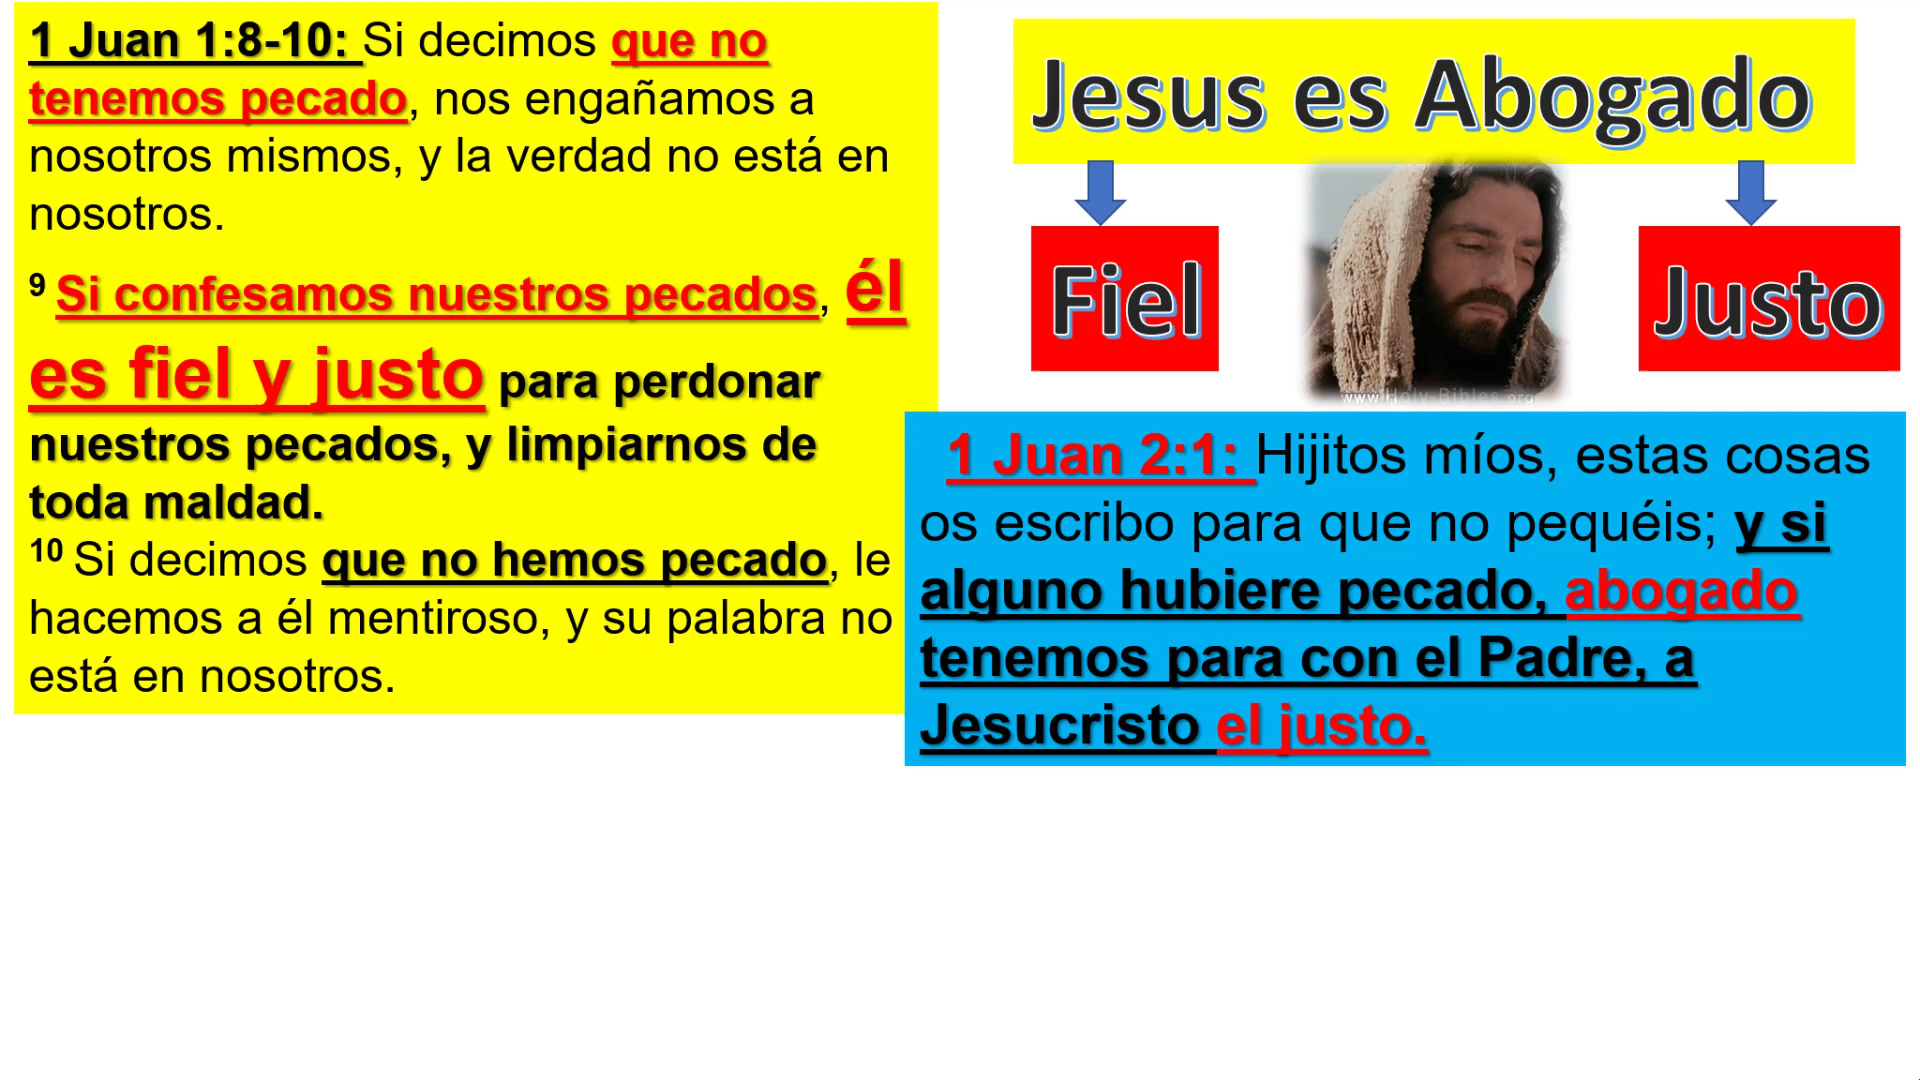 1 Juan 1:8-10: Si decimos que no
tenemos pecado, nos engañamos a
nosotros mismos, y la verdad no está en
nosotros.
9 Si confesamos nuestros pecados, él
es fiel y justo para perdonar
nuestros pecados, y limpiarnos de
toda maldad.
10 Si decimos que no hemos pecado, le
hacemos a él mentiroso, y su palabra no
está en nosotros.
Jesus es Abogado
Fiel
Justo
www.Holy-Bibles.org
1 Juan 2:1: Hijitos míos, estas cosas
os escribo para que no pequéis; y si
alguno hubiere pecado, abogado
tenemos para con el Padre, a
Jesucristo el justo.